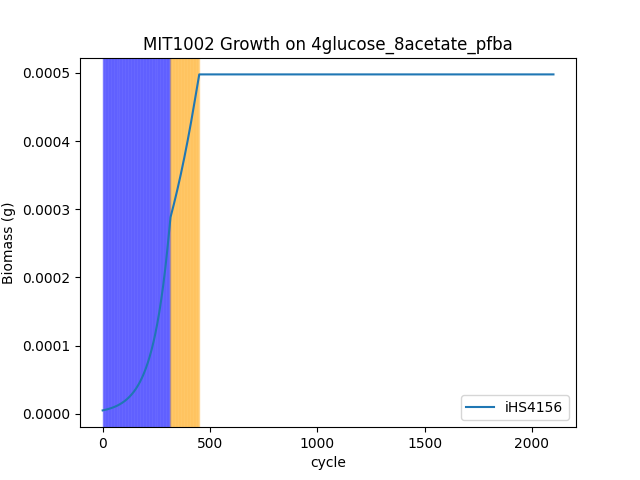 MIT1002 Growth on 4glucose_8acetate_pfba
0.0005
0.0004
0.0003
0.0002
0.0001
0.0000
Biomass (g)
iHS4156
0 500 1000 1500 2000
cycle